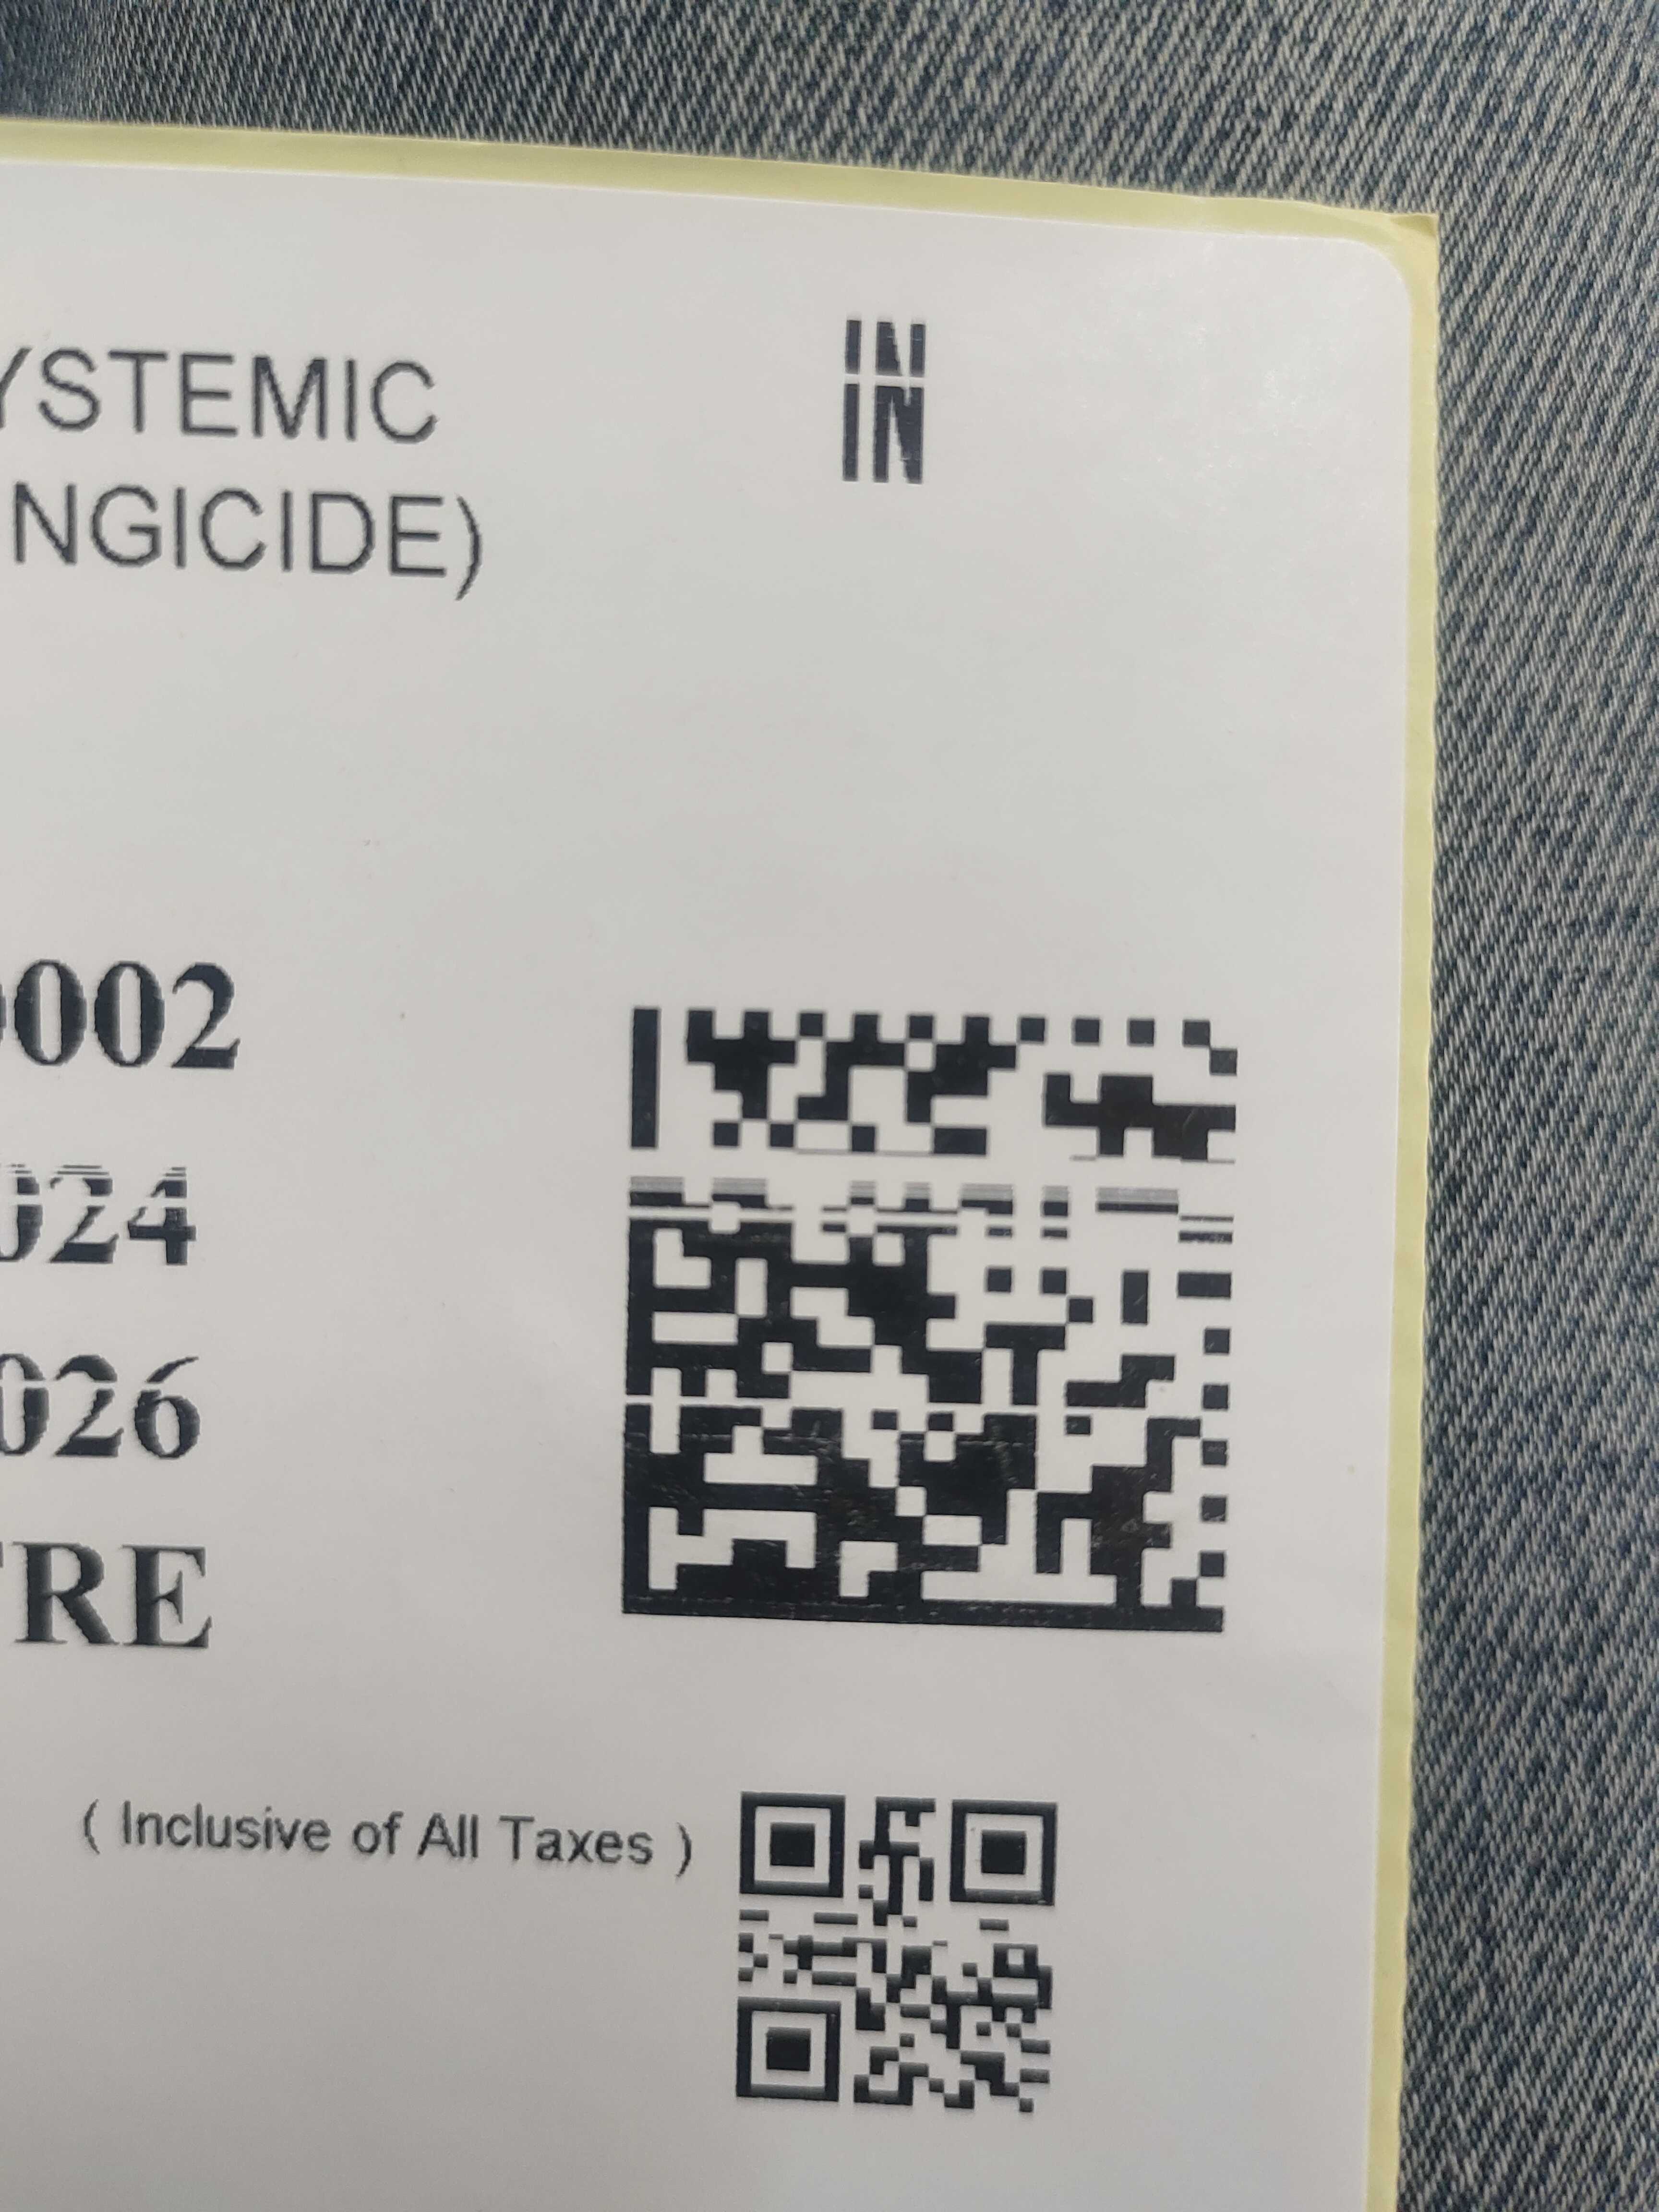 YSTEMIC
NGICIDE)
IN
IN
0002
024
026
TRE
( Inclusive of All Taxes )